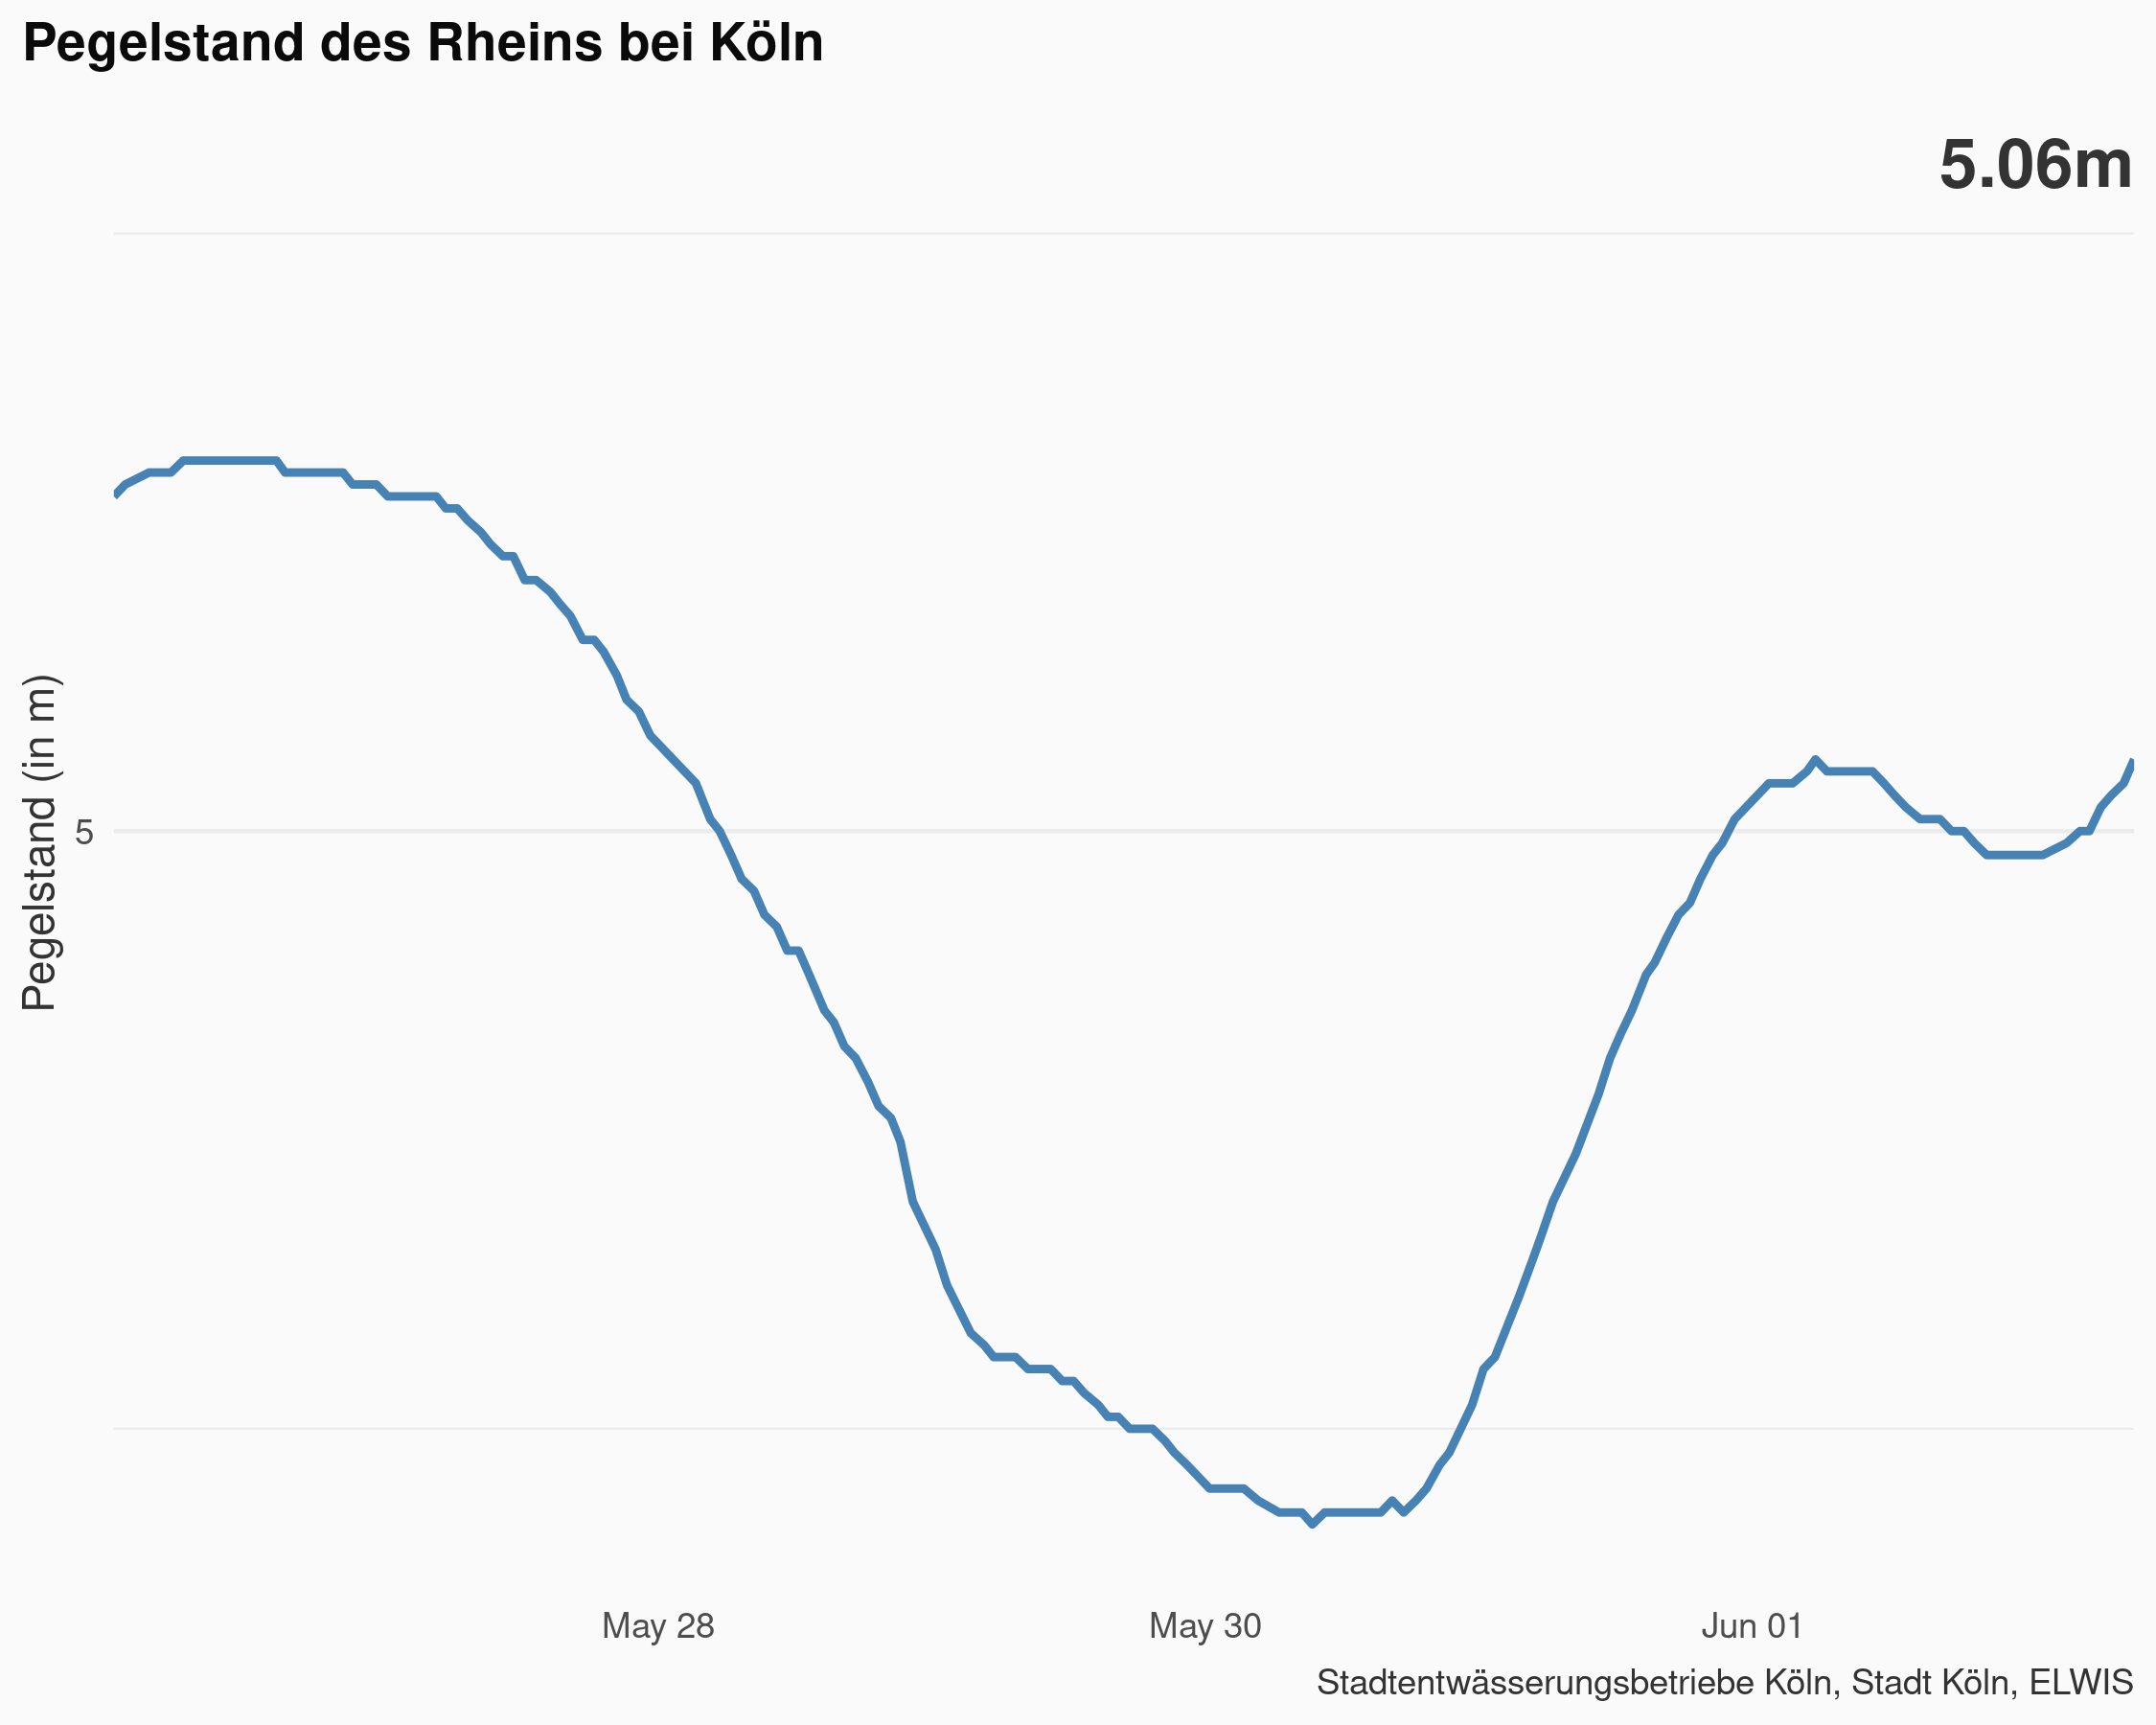 Pegelstand des Rheins bei Köln
5.06m
Pegelstand (in m)
5
May 28
May 30
Jun 01
Stadtentwässerungsbetriebe Köln, Stadt Köln, ELWIS